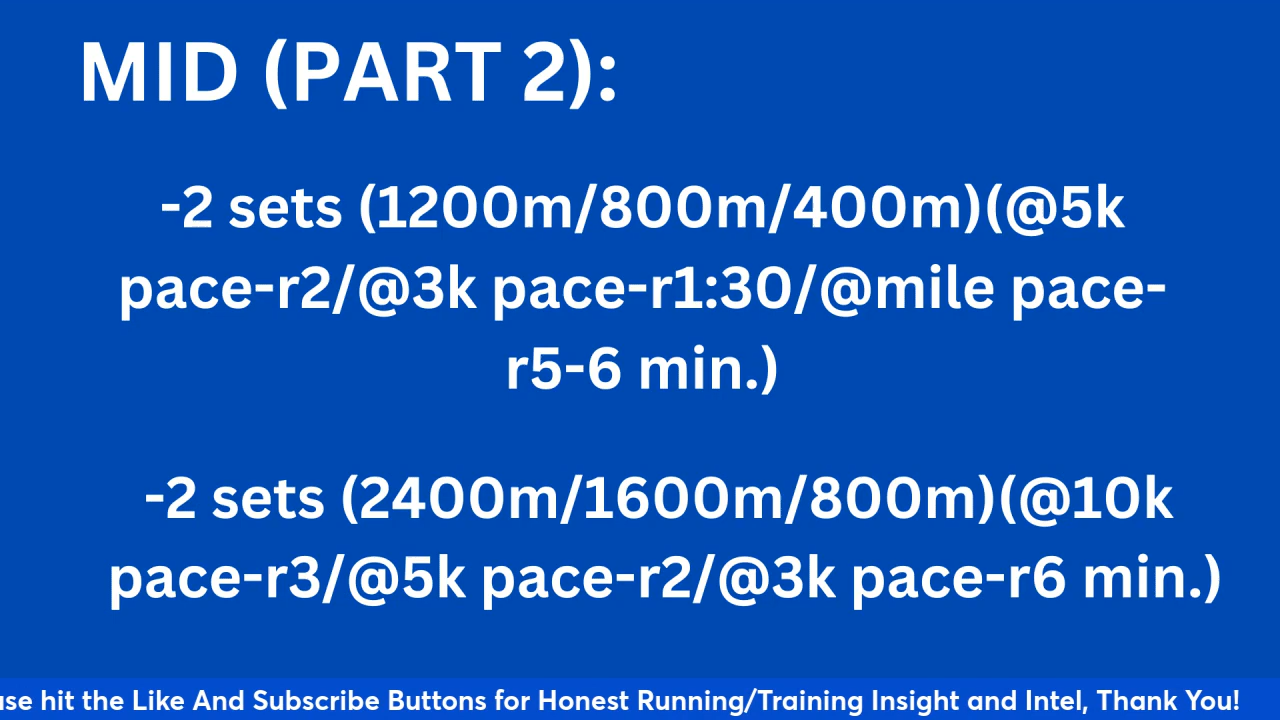 MID (PART 2):
-2 sets (1200m/800m/400m)(@5k
pace-r2/@3k pace-r1:30/@mile pace-
r5-6 min.)
-2 sets (2400m/1600m/800m)(@10k
pace-r3/@5k pace-r2/@3k pace-r6 min.)
hit the Like And Subscribe Buttons for Honest Running/Training Insight and Intel, Thank You!